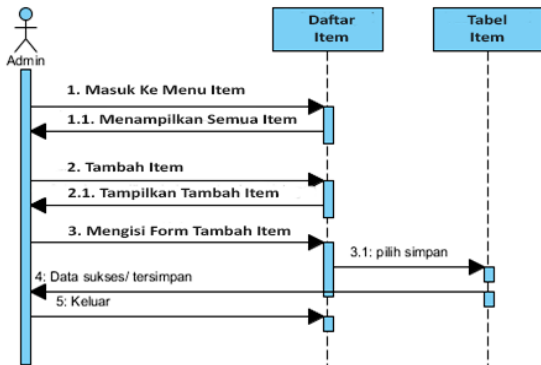 Daftar
Item
Tabel
Item
Admin
1. Masuk Ke Menu Item
1.1. Menampilkan Semua Item
2. Tambah Item
2.1. Tampilkan Tambah Item
3. Mengisi Form Tambah Item
3.1: pilih simpan
4: Data sukses/ tersimpan
5: Keluar